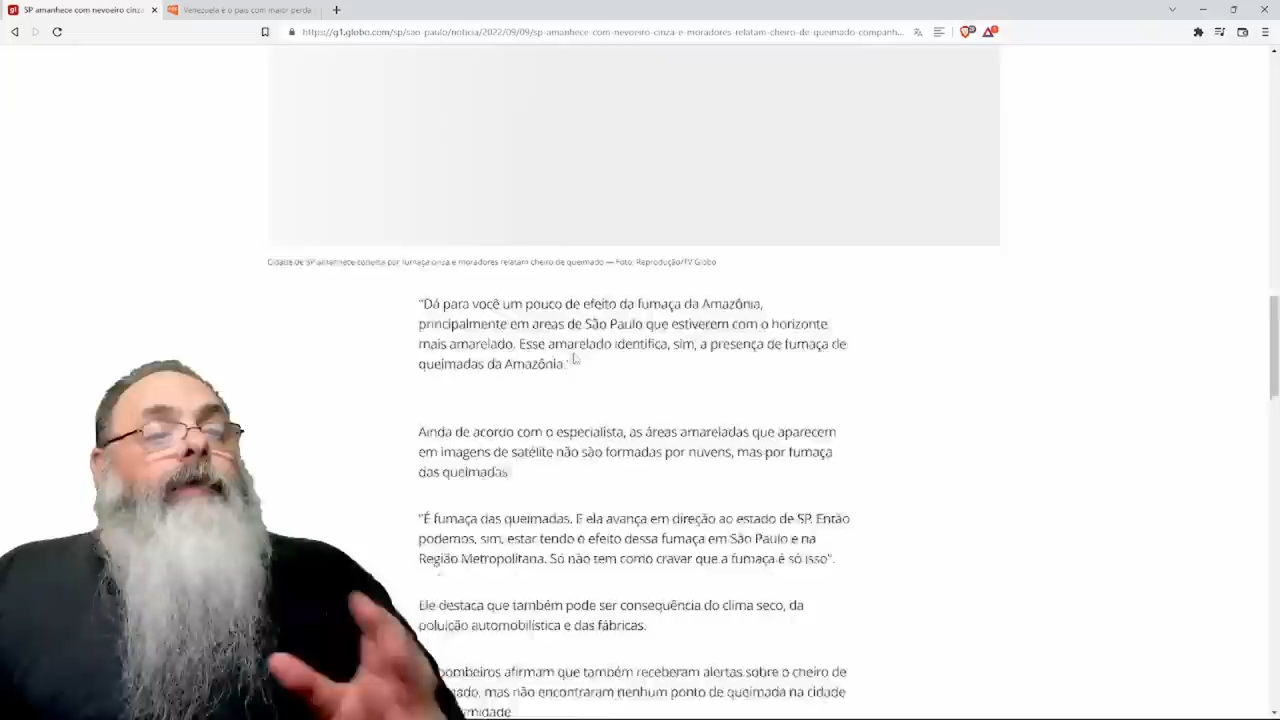 SP amanhece com nevoeiro cinza
Venezuela é o país com maior perda
https://g1.globo.com/sp/sao-paulo/noticia/2022/09/09/sp-amanhece-com-nevoeiro-cinza-e-moradores-relatam-cheiro-de-queimado-companh...
Cidade de SP amanhece coberta por fumaça cinza e moradores relatam cheiro de queimado — Foto: Reprodução/TV Globo
"Dá para você um pouco de efeito da fumaça da Amazônia,
principalmente em areas de São Paulo que estiverem com o horizonte
mais amarelado. Esse amarelado identifica, sim, a presença de fumaça de
queimadas da Amazônia."
Ainda de acordo com o especialista, as áreas amareladas que aparecem
em imagens de satélite não são formadas por nuvens, mas por fumaça
das queimadas
"É fumaça das queimadas. E ela avança em direção ao estado de SP. Então
podemos, sim, estar tendo o efeito dessa fumaça em São Paulo e na
Região Metropolitana. Só não tem como cravar que a fumaça é só isso".
Ele destaca que também pode ser consequência do clima seco, da
poluição automobilística e das fábricas.
bombeiros afirmam que também receberam alertas sobre o cheiro de
mado, mas não encontraram nenhum ponto de queimada na cidade